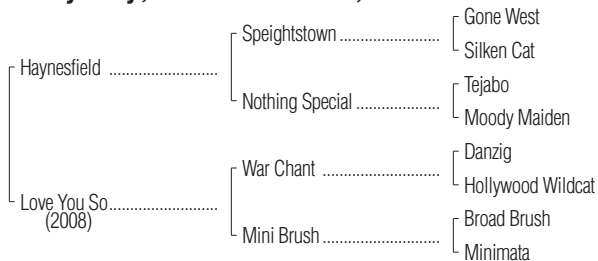 Gone West
Speightstown
Silken Cat
Haynesfield
Tejabo
Nothing Special
Moody Maiden
Danzig
War Chant
Hollywood Wildcat
Love You So
(2008)
Broad Brush
Mini Brush
Minimata